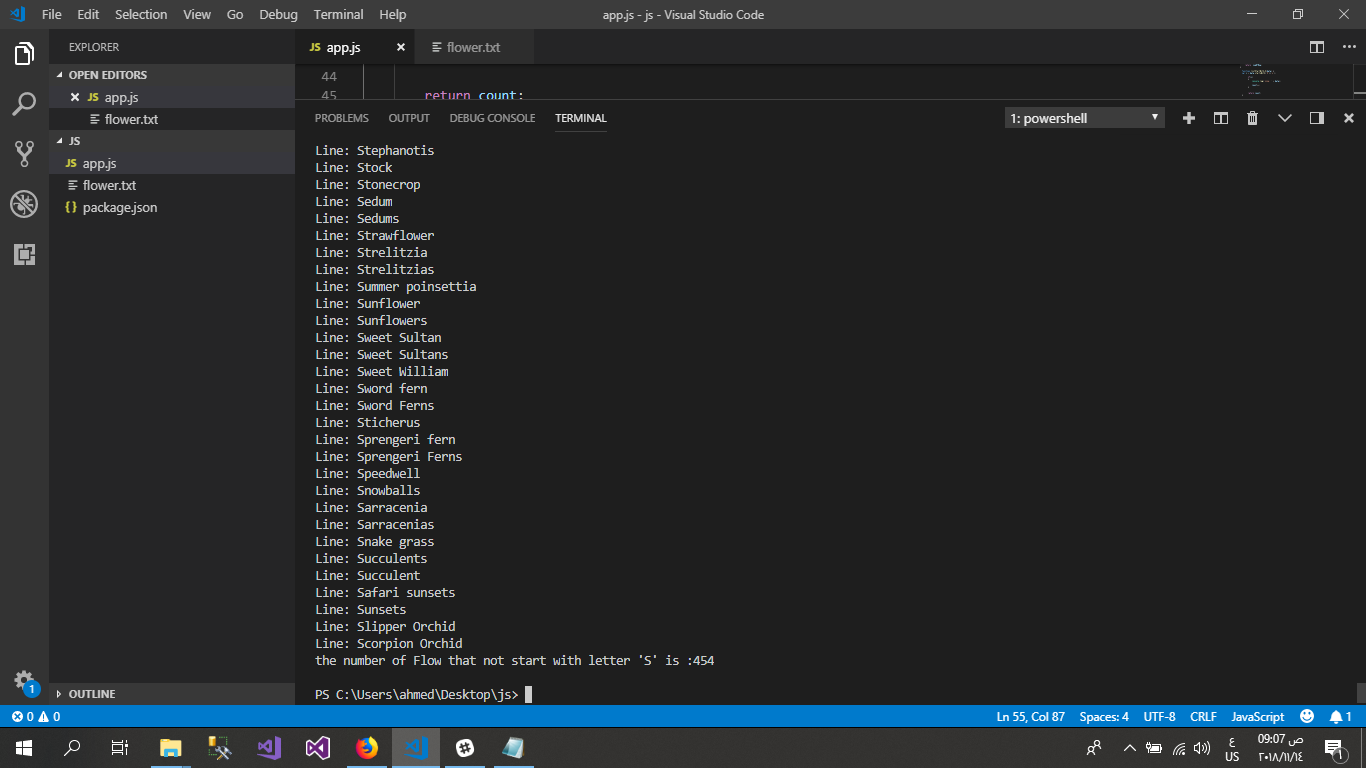 File Edit Selection View Go Debug Terminal Help
app.js - js - Visual Studio Code
EXPLORER
OPEN EDITORS
JS app.js
flower.txt
JS
JS app.js
flower.txt
{} package.json
OUTLINE
JS app.js
flower.txt
44
45 return count;
PROBLEMS OUTPUT DEBUG CONSOLE TERMINAL
1: powershell
Line: Stephanotis
Line: Stock
Line: Stonecrop
Line: Sedum
Line: Sedums
Line: Strawflower
Line: Strelitzia
Line: Strelitzias
Line: Summer poinsettia
Line: Sunflower
Line: Sunflowers
Line: Sweet Sultan
Line: Sweet Sultans
Line: Sweet William
Line: Sword fern
Line: Sword Ferns
Line: Sticherus
Line: Sprengeri fern
Line: Sprengeri Ferns
Line: Speedwell
Line: Snowballs
Line: Sarracenia
Line: Sarracenias
Line: Snake grass
Line: Succulents
Line: Succulent
Line: Safari sunsets
Line: Sunsets
Line: Slipper Orchid
Line: Scorpion Orchid
the number of Flow that not start with letter 'S' is :454
PS C:\Users\ahmed\Desktop\js>
1
0 0
Ln 55, Col 87 Spaces: 4 UTF-8 CRLF JavaScript 1
ع
US
09:07 ص
٢٠١٨/١١/١٤
1